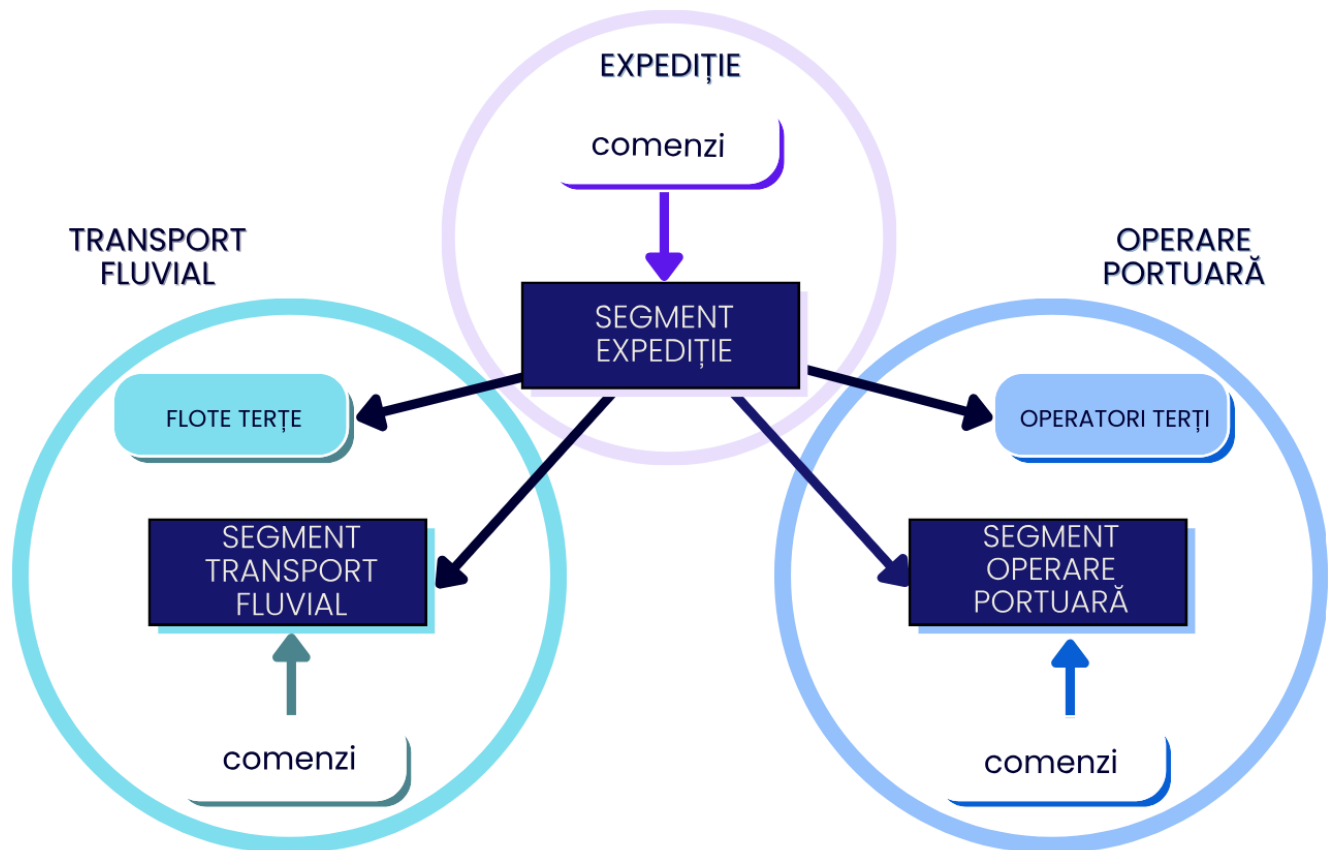 EXPEDIȚIE
comenzi
SEGMENT
EXPEDIȚIE
TRANSPORT
FLUVIAL
FLOTE TERȚE
SEGMENT
TRANSPORT
FLUVIAL
comenzi
OPERARE
PORTUARĂ
OPERATORI TERȚI
SEGMENT
OPERARE
PORTUARĂ
comenzi